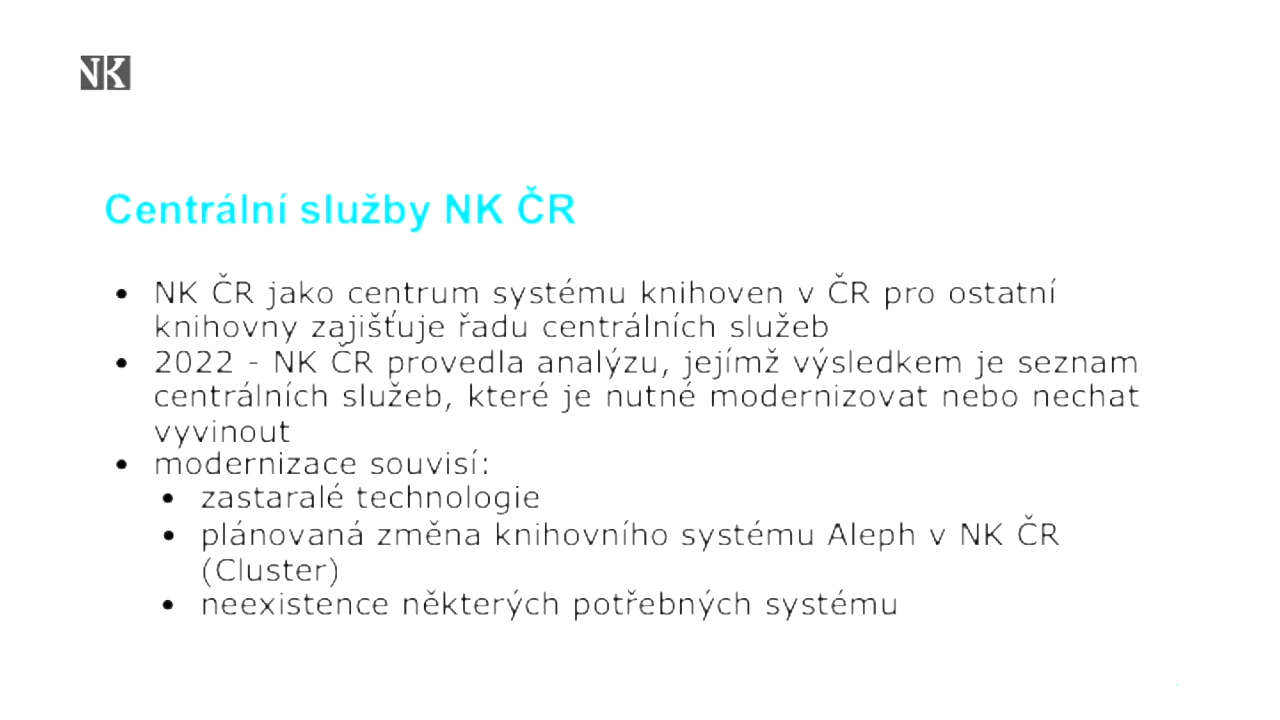 NK
Centrální služby NK ČR
• NK ČR jako centrum systému knihoven v ČR pro ostatní
knihovny zajišťuje řadu centrálních služeb
• 2022 - NK ČR provedla analýzu, jejímž výsledkem je seznam
centrálních služeb, které je nutné modernizovat nebo nechat
vyvinout
• modernizace souvisí:
• zastaralé technologie
• plánovaná změna knihovního systému Aleph v NK ČR
(Cluster)
• neexistence některých potřebných systému